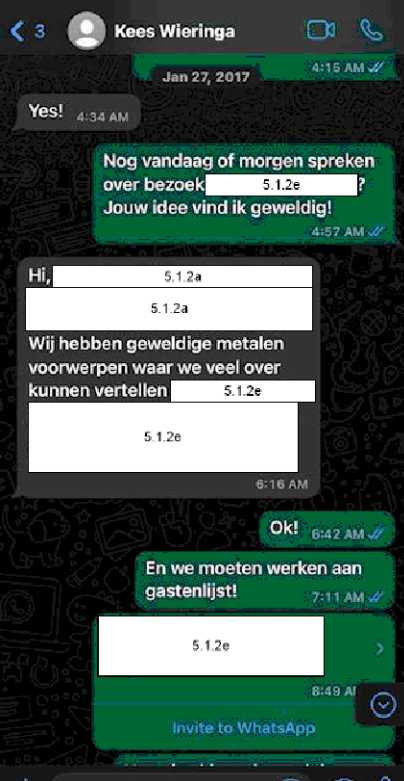 3 Kees Wieringa
4:15 AM
Jan 27, 2017
Yes! 4:34 AM
Nog vandaag of morgen spreken
over bezoek 5.1.2e ?
Jouw idee vind ik geweldig!
4:57 AM
Hi, 5.1.2a
5.1.2a
Wij hebben geweldige metalen
voorwerpen waar we veel over
kunnen vertellen 5.1.2e
5.1.2e
6:16 AM
Ok! 6:42 AM
En we moeten werken aan
gastenlijst! 7:11 AM
5.1.2e
8:49 AM
Invite to WhatsApp